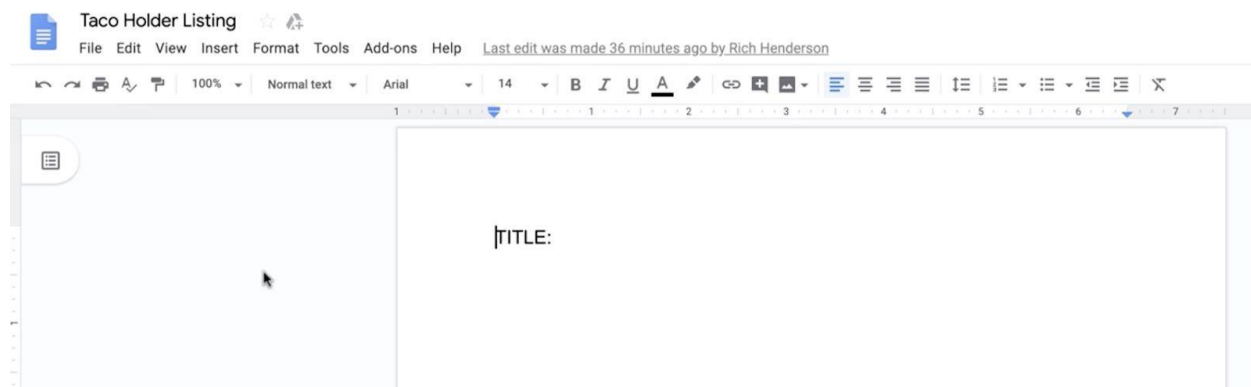 Taco Holder Listing
File Edit View Insert Format Tools Add-ons Help Last edit was made 36 minutes ago by Rich Henderson
100% Normal text Arial 14 B I U A
1 1 2 3 4 5 6 7
TITLE:
1